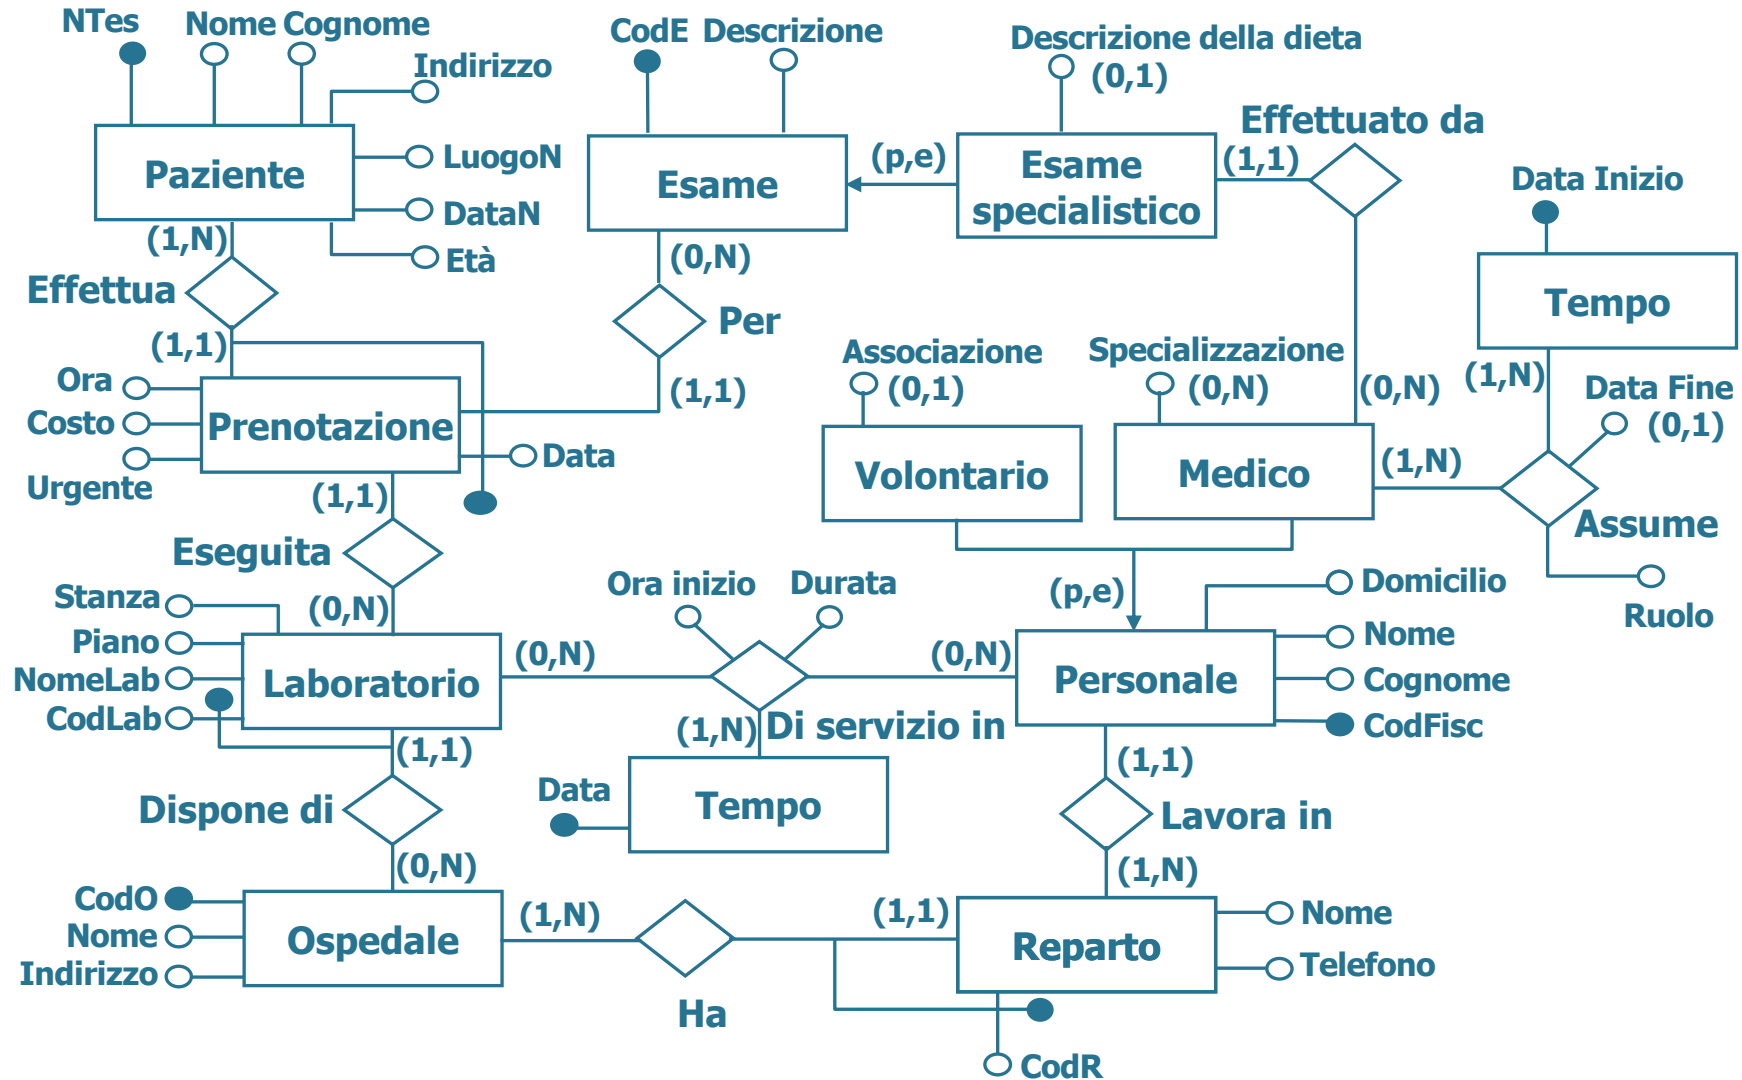 NTes
Nome Cognome
Indirizzo
Paziente
LuogoN
DataN
Età
(1,N)
Effettua
(1,1)
CodE Descrizione
Esame
(0,N)
Per
(1,1)
(p,e)
Descrizione della dieta
(0,1)
Esame
specialistico
(1,1)
Effettuato da
(0,N)
Data Inizio
Tempo
(1,N)
Data Fine
(0,1)
Assume
Ruolo
(1,N)
Ora
Costo
Urgente
Prenotazione
Data
(1,1)
Eseguita
(0,N)
Associazione
(0,1)
Volontario
Specializzazione
(0,N)
Medico
(p,e)
Stanza
Piano
NomeLab
CodLab
Laboratorio
(0,N)
Ora inizio
Durata
(0,N)
Di servizio in
(1,N)
Data
Tempo
Personale
Domicilio
Nome
Cognome
CodFisc
(1,1)
Lavora in
(1,N)
(1,1)
Dispone di
(0,N)
CodO
Nome
Indirizzo
Ospedale
(1,N)
Ha
(1,1)
Reparto
Nome
Telefono
CodR